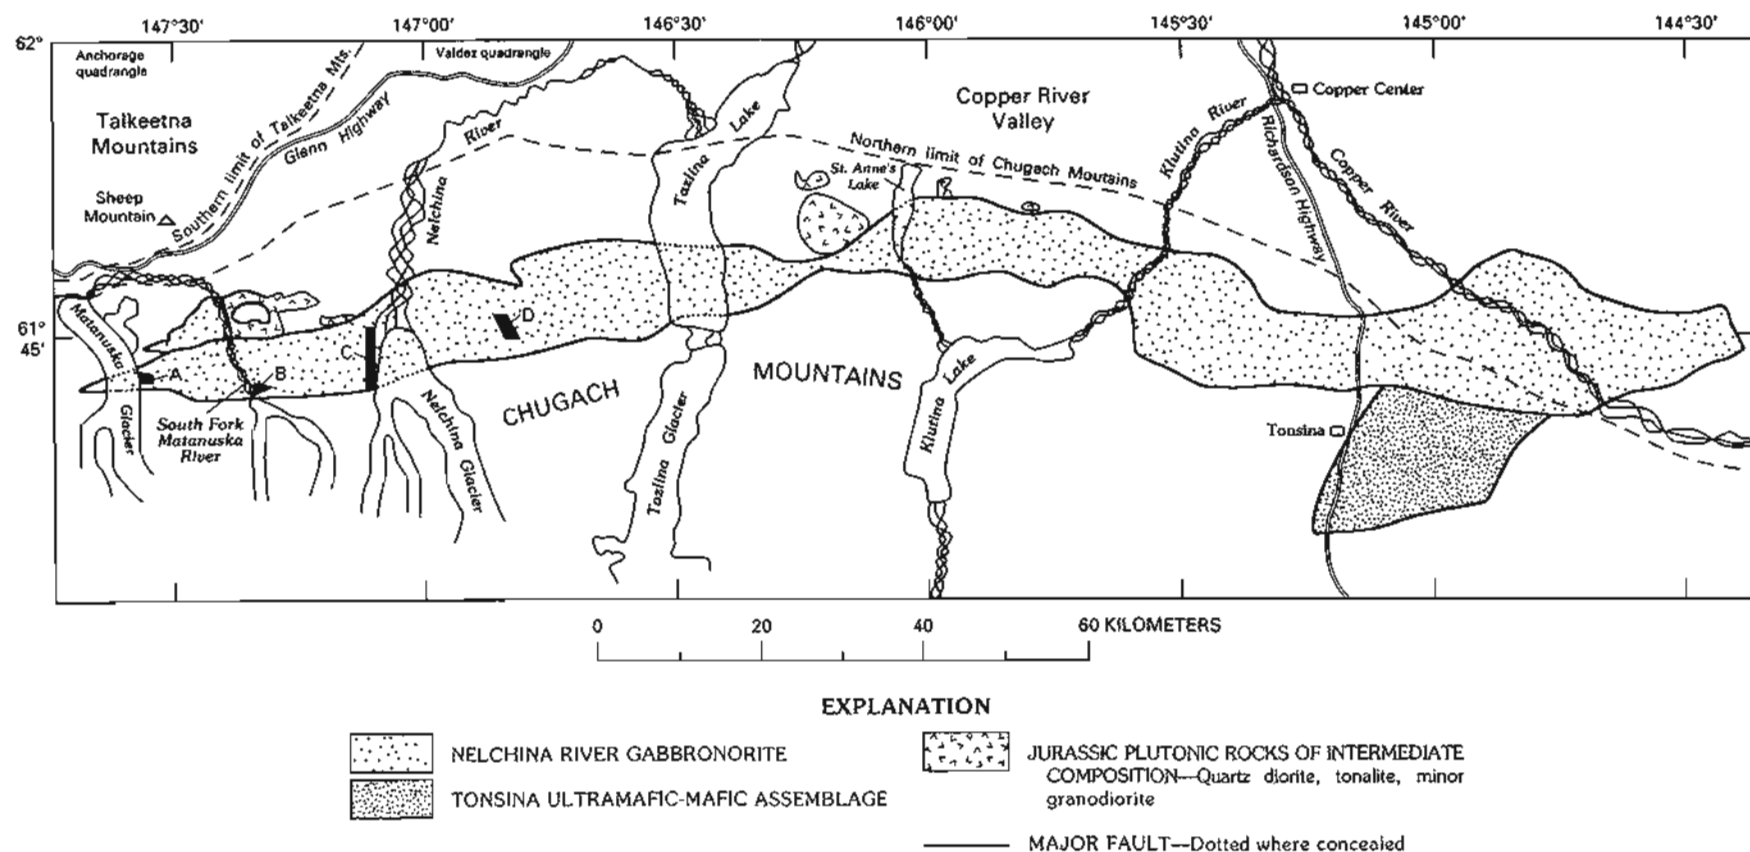 147°30' 147°00' 146°30' 146°00' 145°30' 145°00' 144°30'
62°
Anchorage
quadrangle
Valdez quadrangle
Talkeetna
Mountains
Southern limit of Talkeetna Mts.
Glenn Highway
Sheep
Mountain
Nelchina
River
Tazlina
Lake
Copper River
Valley
Northern limit of Chugach Moutains
St. Anne's
Lake
Klutina River
Copper Center
Richardson Highway
Copper
River
61°
45'
Matanuska
Glacier
A
B
C
D
South Fork
Matanuska
River
Nelchina Glacier
CHUGACH
MOUNTAINS
Tozlina Glacier
Klutina Lake
Tonsina
0 20 40 60 KILOMETERS
EXPLANATION
NELCHINA RIVER GABBRONORITE
TONSINA ULTRAMAFIC-MAFIC ASSEMBLAGE
JURASSIC PLUTONIC ROCKS OF INTERMEDIATE
COMPOSITION—Quartz diorite, tonalite, minor
granodiorite
MAJOR FAULT—Dotted where concealed